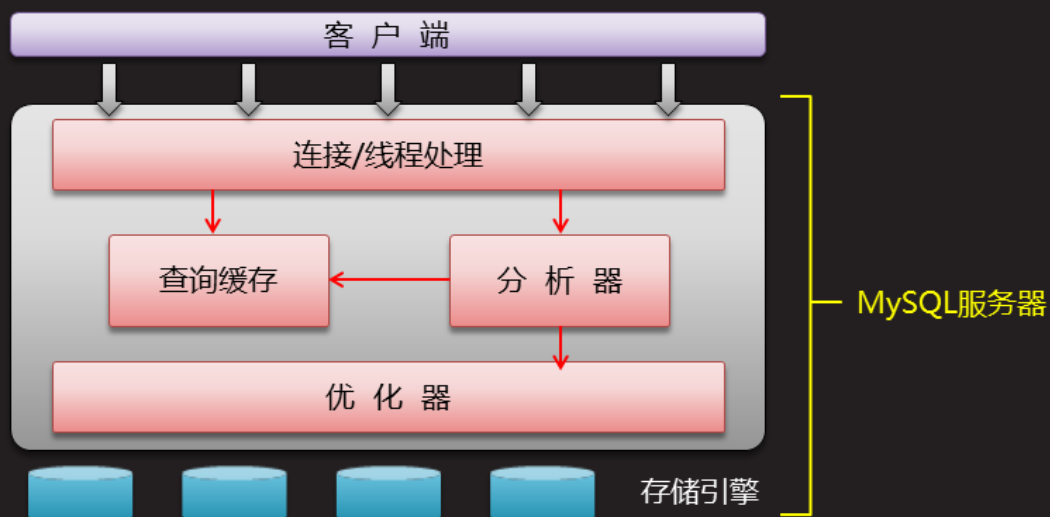 客 户 端
连接/线程处理
查询缓存
分 析 器
MySQL服务器
优 化 器
存储引擎